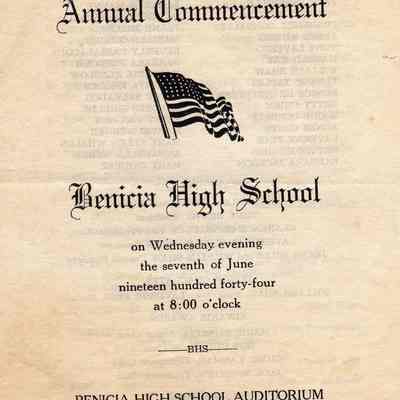 Annual Commencement
Benicia High School
on Wednesday evening
the seventh of June
nineteen hundred forty-four
at 8:00 o'clock
BHS
BENICIA HIGH SCHOOL AUDITORIUM